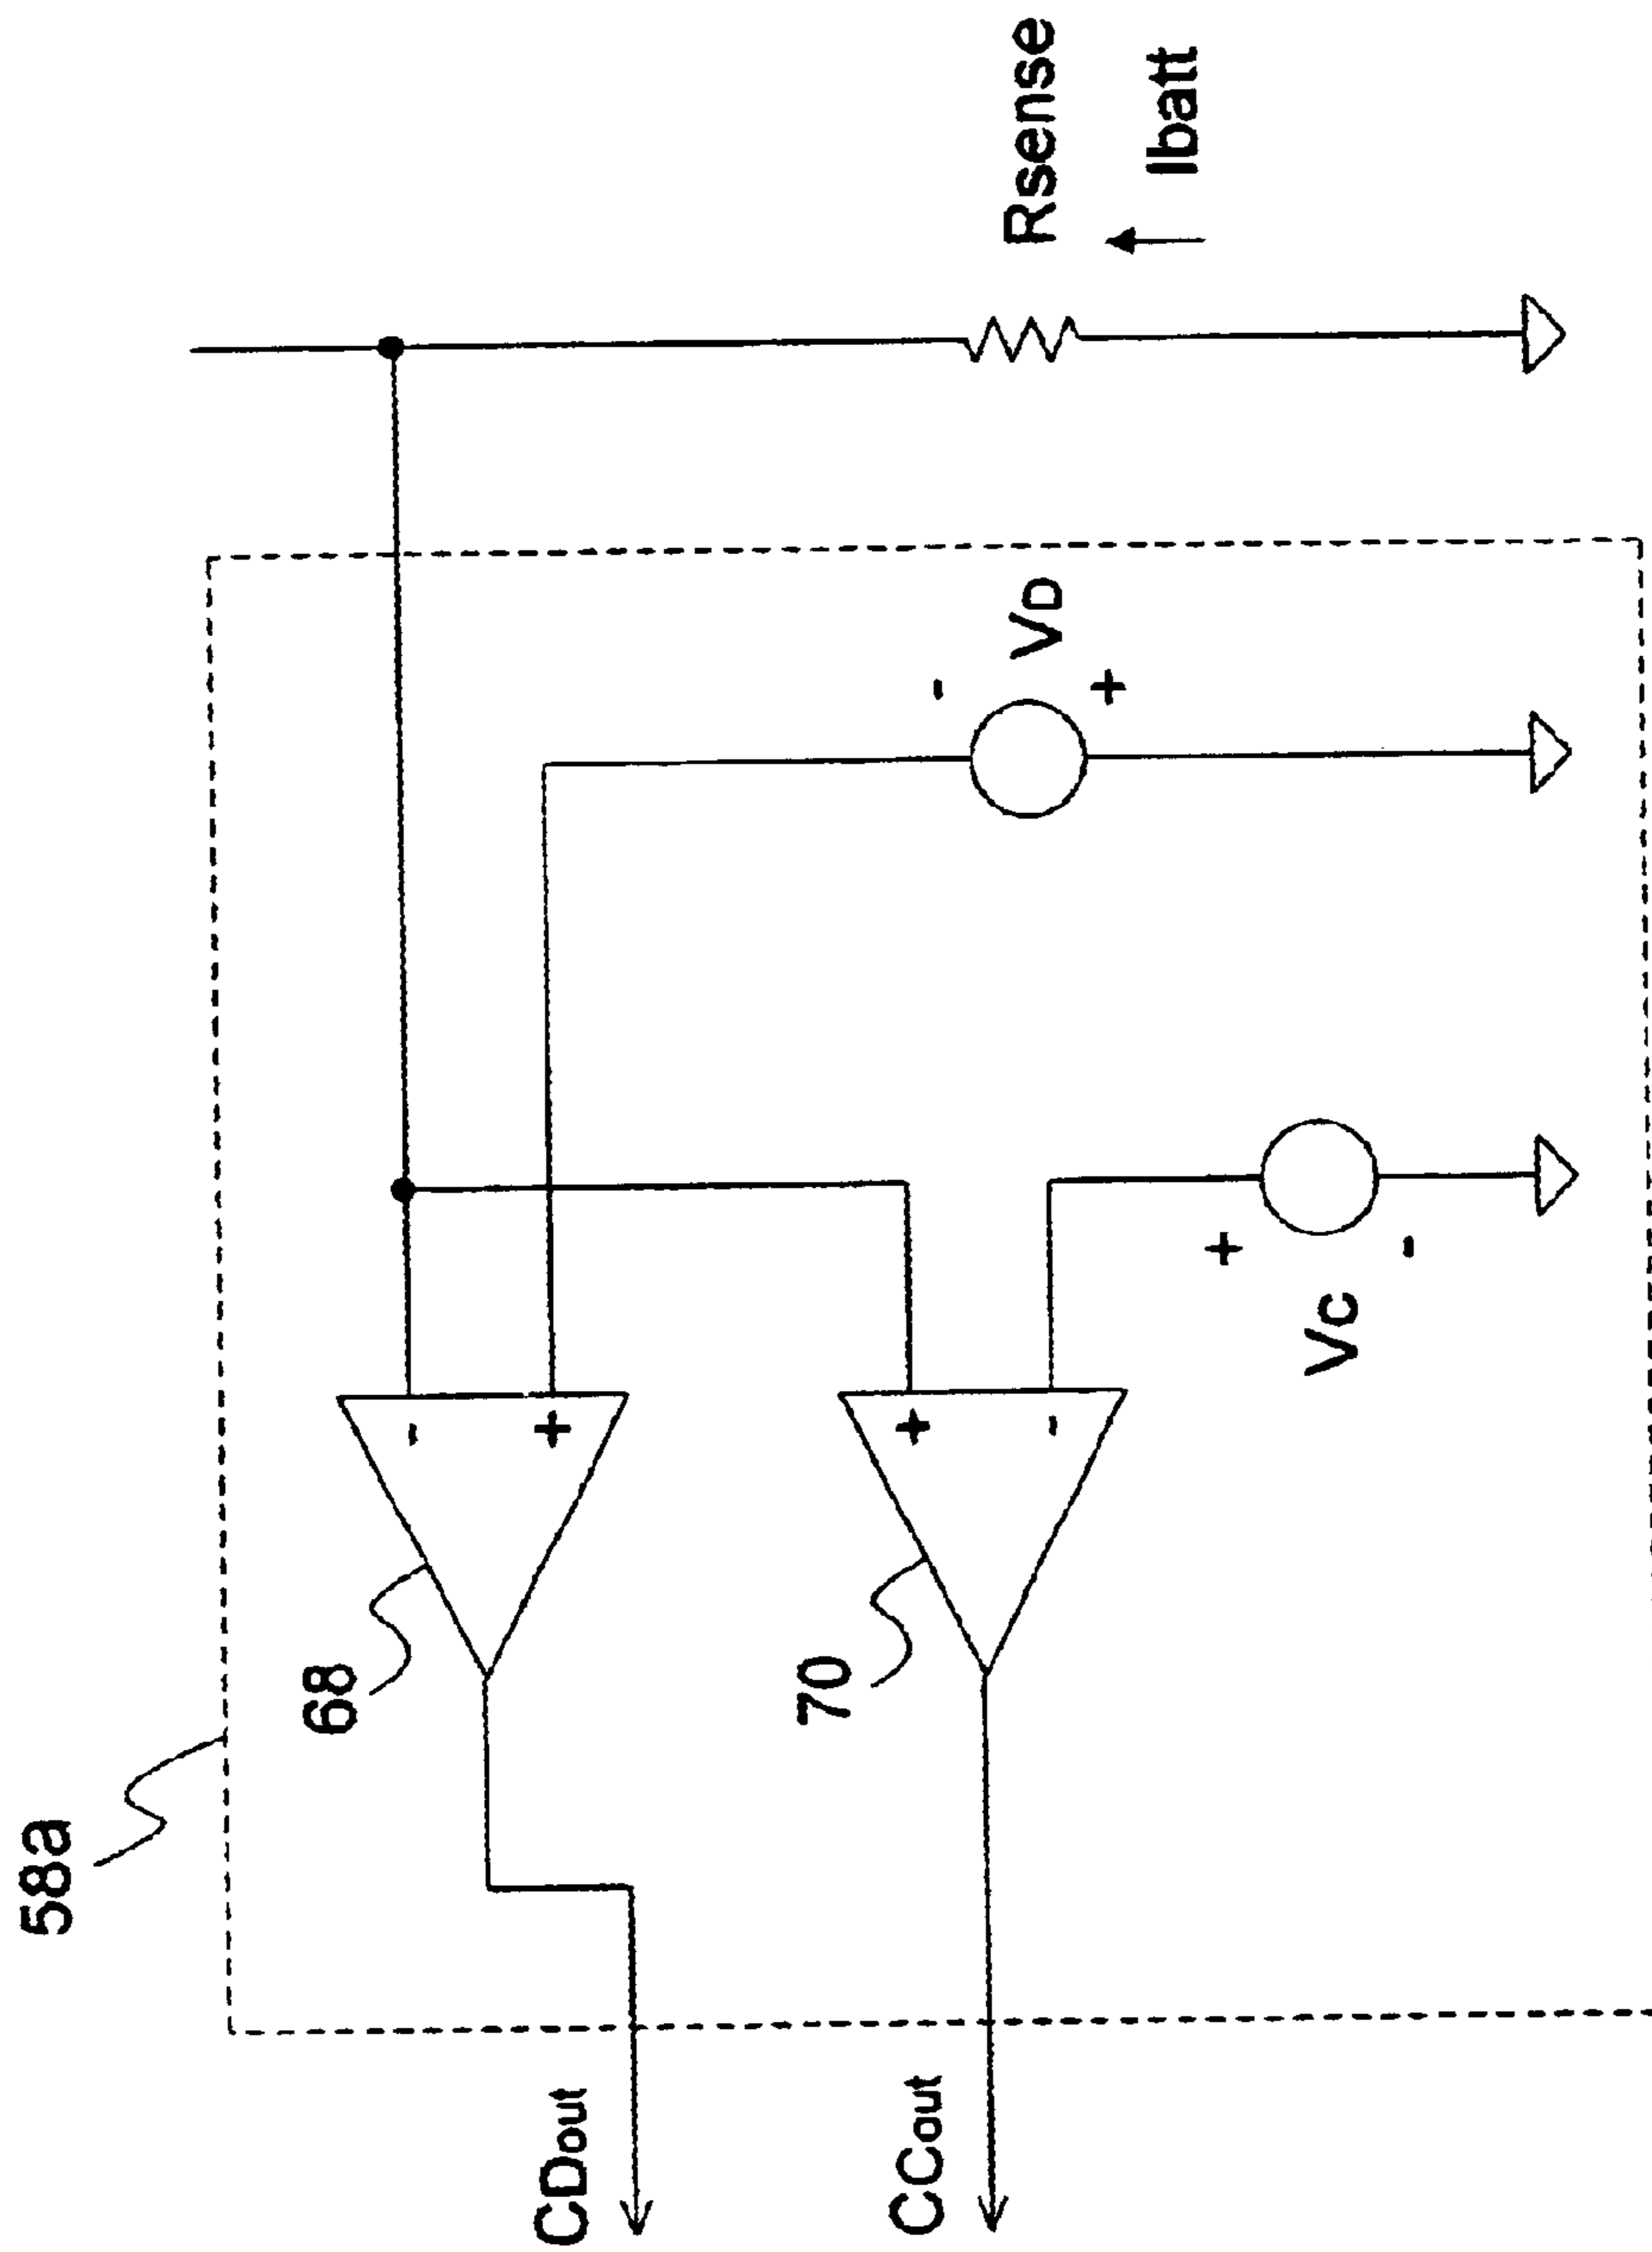 58a
68
70
CDout
CCout
-
+
+
-
VD
-
+
VC
+
-
Rsense
Ibatt